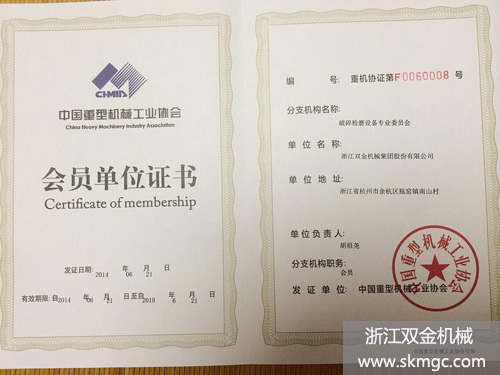 CHMIA
中国重型机械工业协会
China Heavy Machinery Industry Association
会员单位证书
Certificate of membership
发证日期: 2014 年 06 月 21 日
有效期限: 自2014 年 06 月 21 日至自2018 年 6 月 21 日
编 号: 重机协证第F0060008 号
分支机构名称:
破碎粉磨设备专业委员会
单 位 名 称:
浙江双金机械集团股份有限公司
单 位 地 址:
浙江省杭州市余杭区瓶窑镇南山村
单位负责人:
胡祖尧
分支机构职务:
会员
发 证 单 位: 中国重型机械工业协会
中国重型机械工业协会
浙江双金机械
www.skmgc.com